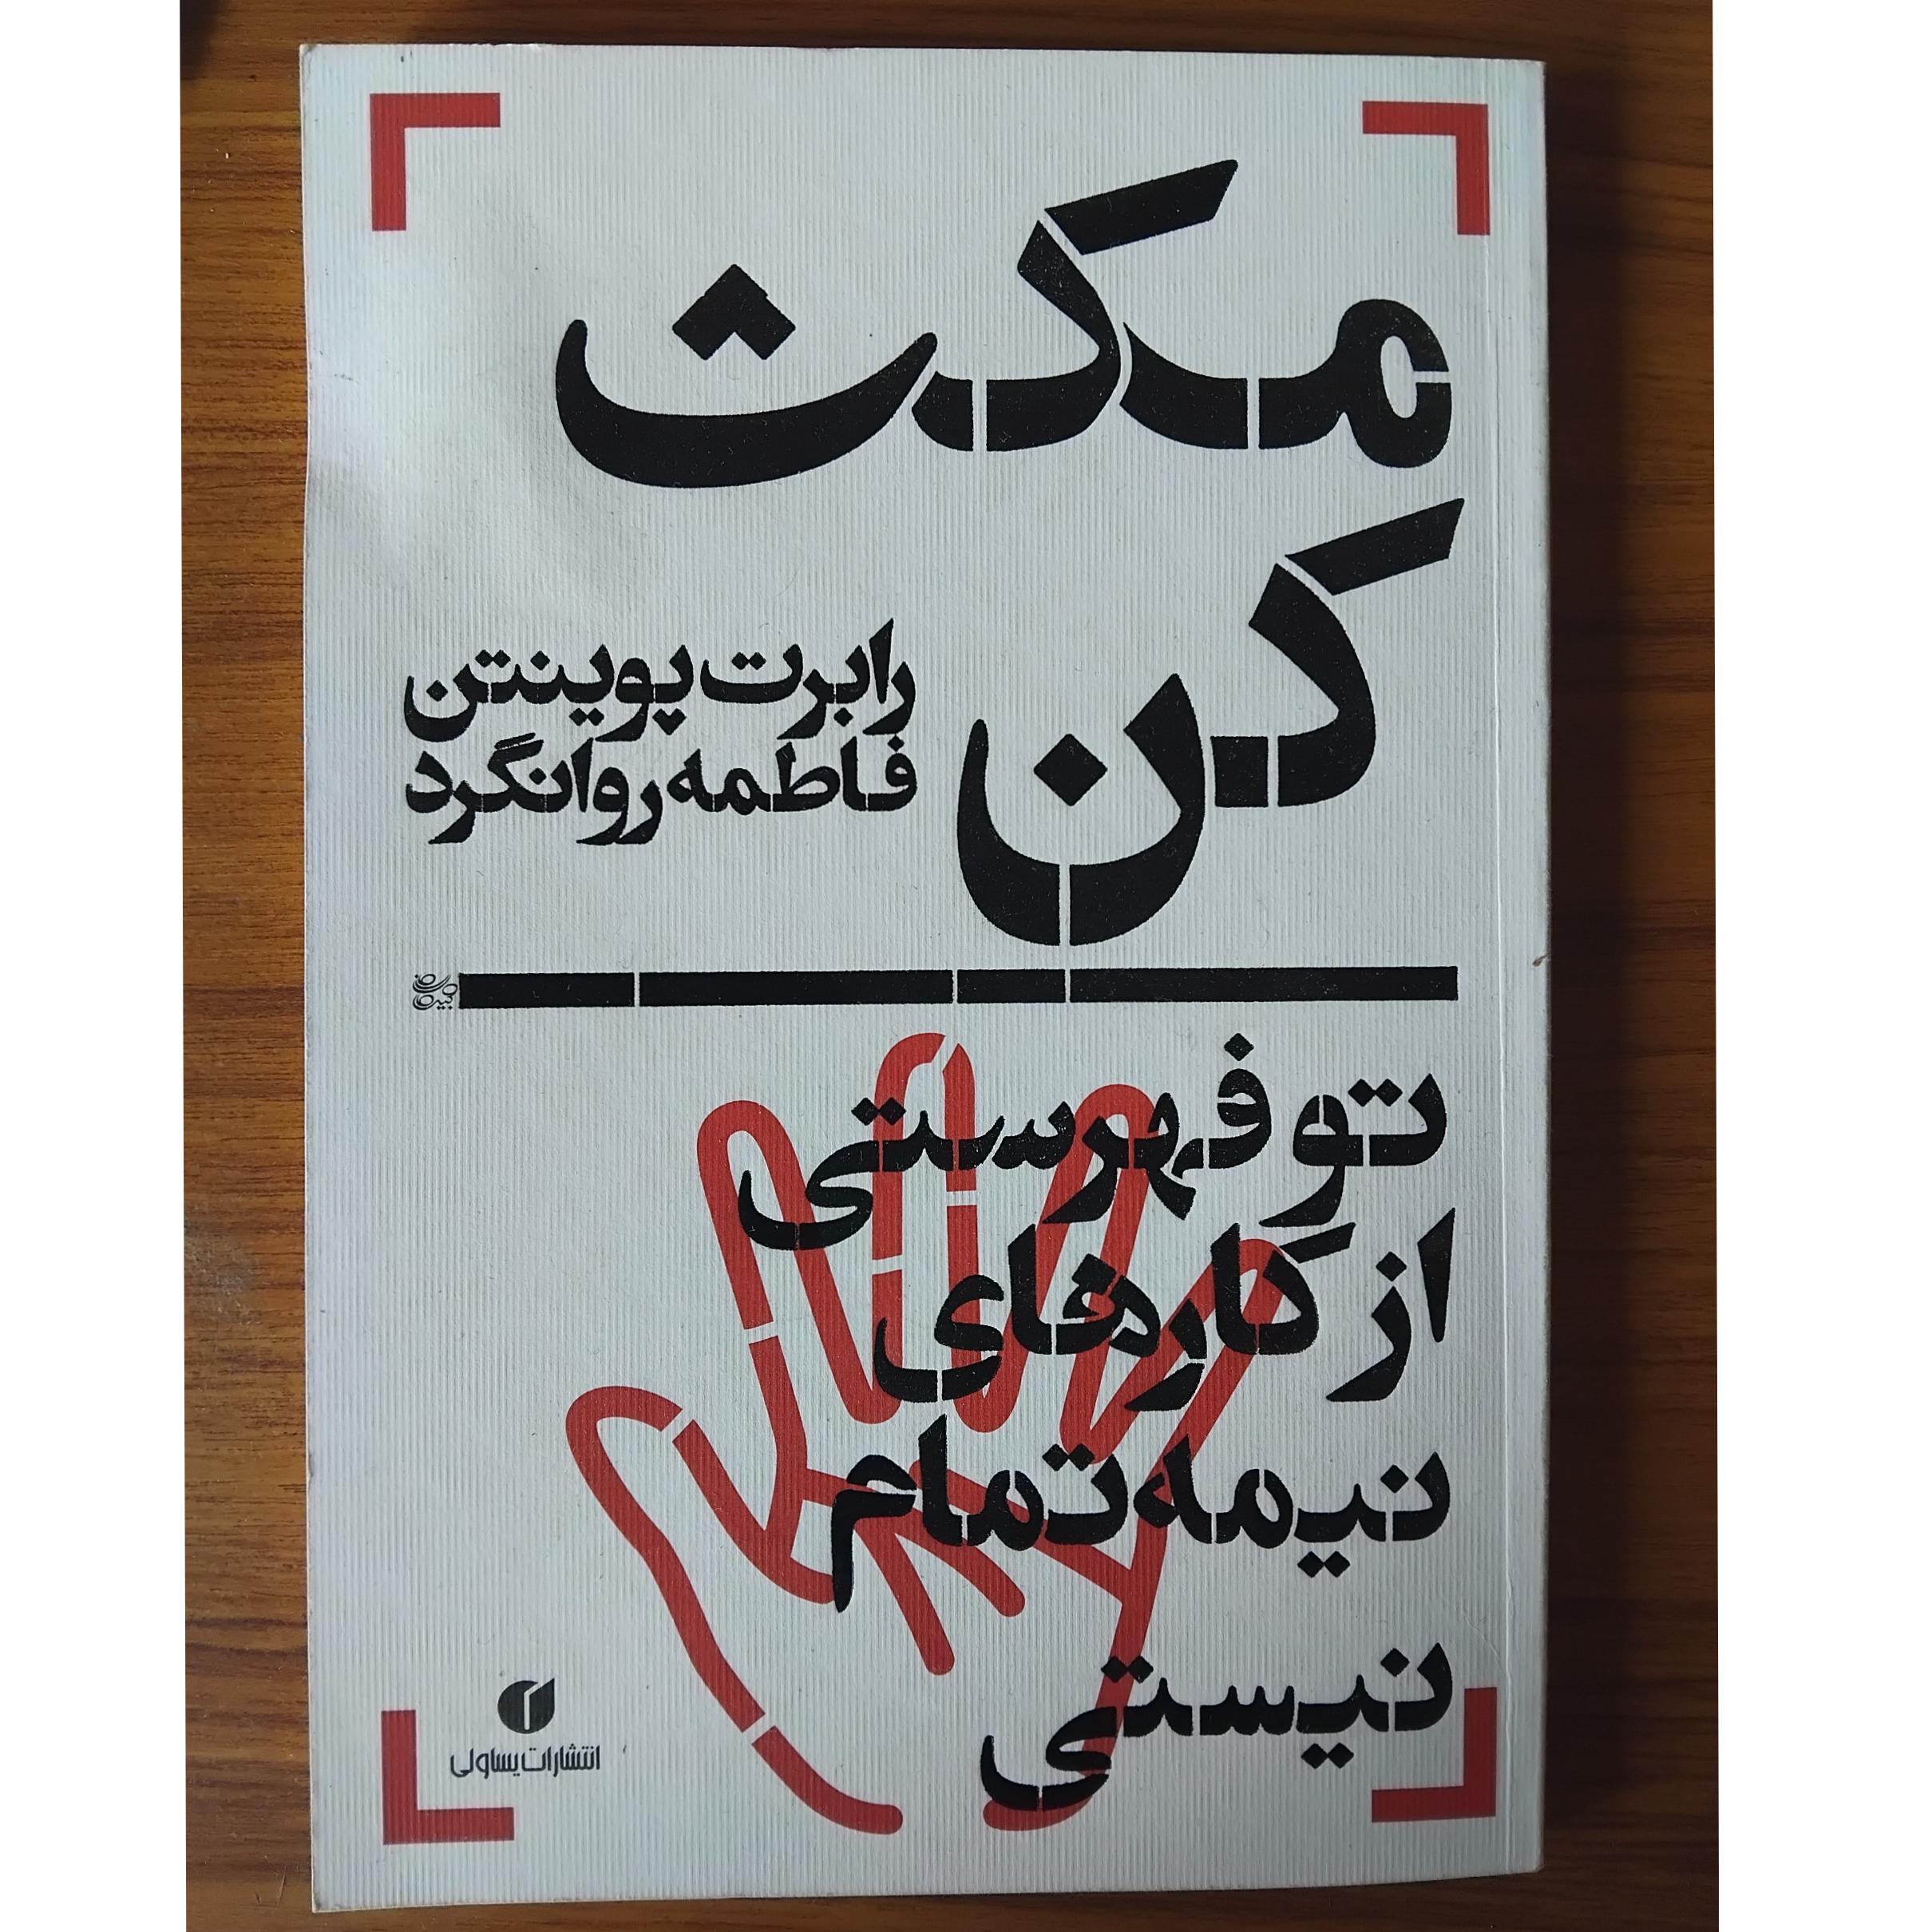 مکث
کن
رابرت پوینتن
فاطمه روانگرد
تو فهرستی
از کارهای
نیمه تمام
نیستی
انتشارات یساولی